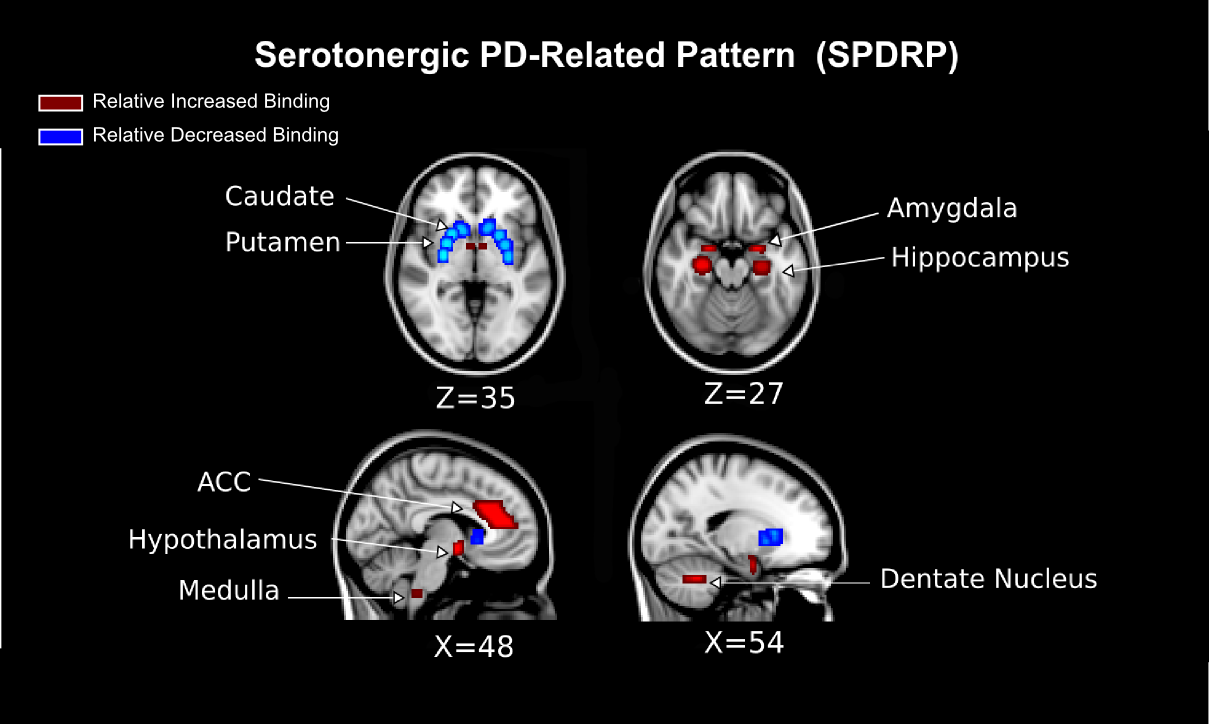 Serotonergic PD-Related Pattern (SPDRP)
Relative Increased Binding
Relative Decreased Binding
Caudate
Putamen
Amygdala
Hippocampus
Z=35
Z=27
ACC
Hypothalamus
Medulla
Dentate Nucleus
X=48
X=54